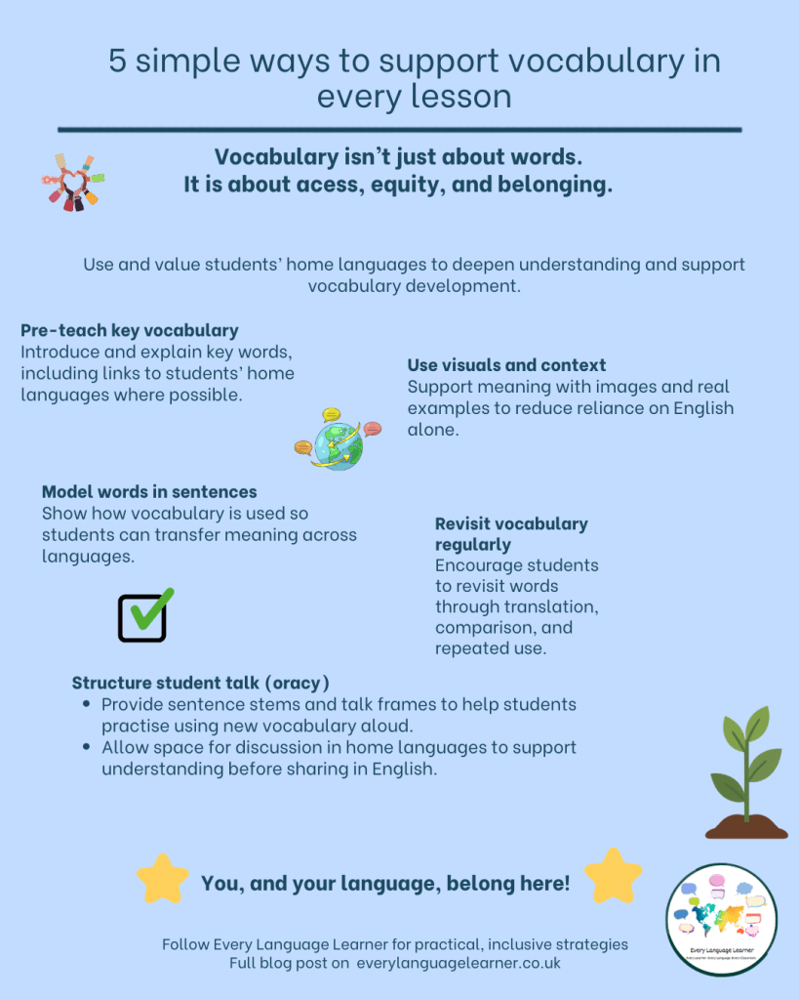 5 simple ways to support vocabulary in
every lesson
Vocabulary isn't just about words.
It is about acess, equity, and belonging.
Use and value students' home languages to deepen understanding and support
vocabulary development.
Pre-teach key vocabulary
Introduce and explain key words,
including links to students' home
languages where possible.
Use visuals and context
Support meaning with images and real
examples to reduce reliance on English
alone.
Model words in sentences
Show how vocabulary is used so
students can transfer meaning across
languages.
Revisit vocabulary
regularly
Encourage students
to revisit words
through translation,
comparison, and
repeated use.
Structure student talk (oracy)
• Provide sentence stems and talk frames to help students
practise using new vocabulary aloud.
• Allow space for discussion in home languages to support
understanding before sharing in English.
You, and your language, belong here!
Follow Every Language Learner for practical, inclusive strategies
Full blog post on everylanguagelearner.co.uk
Every Language Learner